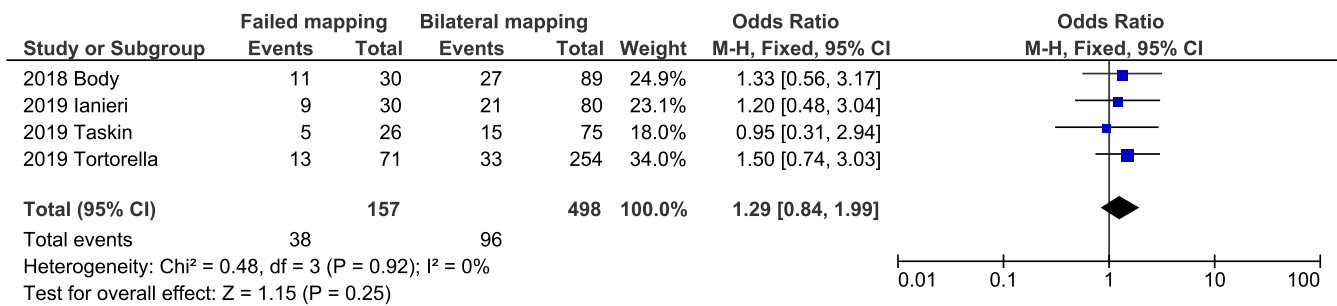 Failed mapping Bilateral mapping Odds Ratio Odds Ratio
Study or Subgroup Events Total Events Total Weight M-H, Fixed, 95% CI M-H, Fixed, 95% CI
2018 Body 11 30 27 89 24.9% 1.33 [0.56, 3.17]
2019 Ianieri 9 30 21 80 23.1% 1.20 [0.48, 3.04]
2019 Taskin 5 26 15 75 18.0% 0.95 [0.31, 2.94]
2019 Tortorella 13 71 33 254 34.0% 1.50 [0.74, 3.03]
Total (95% CI) 157 498 100.0% 1.29 [0.84, 1.99]
Total events 38 96
Heterogeneity: Chi² = 0.48, df = 3 (P = 0.92); I² = 0%
Test for overall effect: Z = 1.15 (P = 0.25)
0.01 0.1 1 10 100